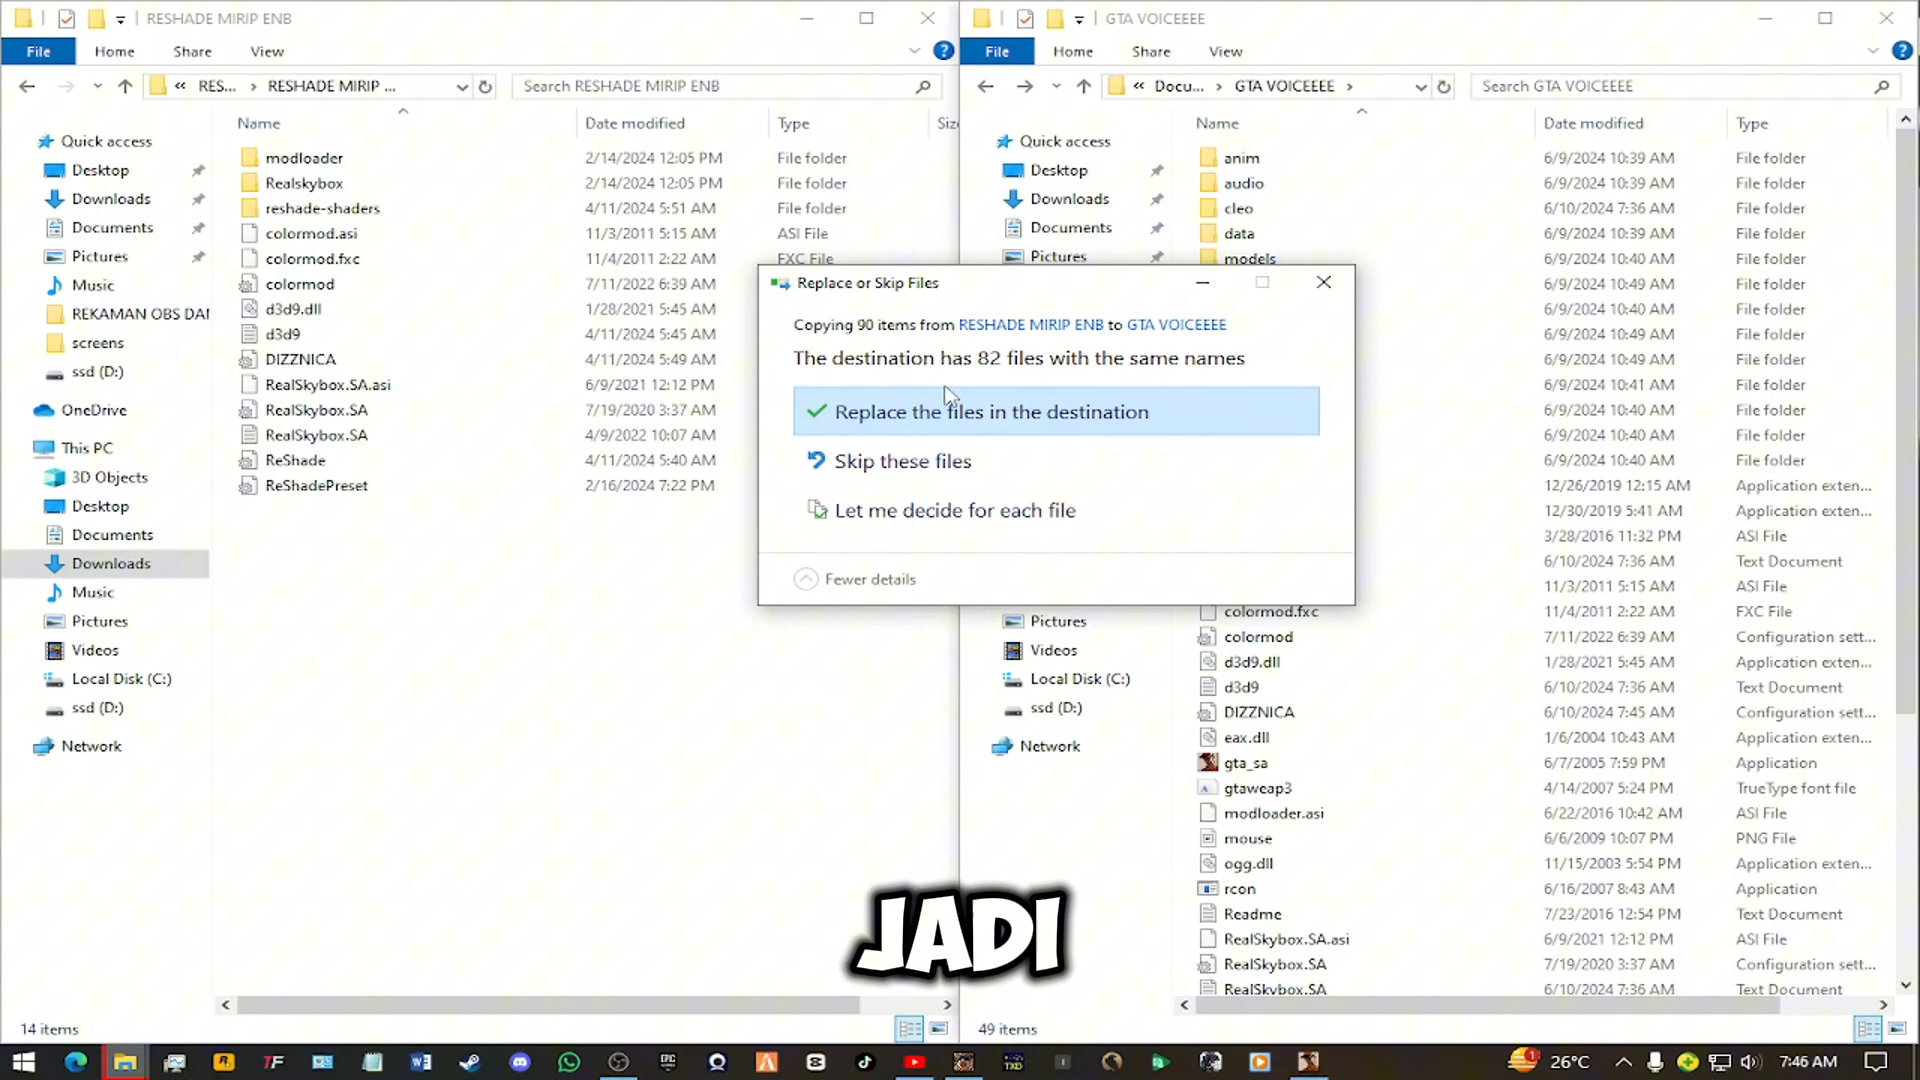 RESHADE MIRIP ENB
File Home Share View
RES... RESHADE MIRIP ...
Search RESHADE MIRIP ENB
Name Date modified Type Siz
Quick access
Desktop
Downloads
Documents
Pictures
Music
REKAMAN OBS DAN
screens
ssd (D:)
OneDrive
This PC
3D Objects
Desktop
Documents
Downloads
Music
Pictures
Videos
Local Disk (C:)
ssd (D:)
Network
modloader 2/14/2024 12:05 PM File folder
Realskybox 2/14/2024 12:05 PM File folder
reshade-shaders 4/11/2024 5:51 AM File folder
colormod.asi 11/3/2011 5:15 AM ASI File
colormod.fxc 11/4/2011 2:22 AM FXC File
colormod 7/11/2022 6:39 AM
d3d9.dll 1/28/2021 5:45 AM
d3d9 4/11/2024 5:45 AM
DIZZNICA 4/11/2024 5:49 AM
RealSkybox.SA.asi 6/9/2021 12:12 PM
RealSkybox.SA 7/19/2020 3:37 AM
RealSkybox.SA 4/9/2022 10:07 AM
ReShade 4/11/2024 5:40 AM
ReShadePreset 2/16/2024 7:22 PM
14 items
GTA VOICEEEE
File Home Share View
Docu... GTA VOICEEEE
Search GTA VOICEEEE
Name Date modified Type
Quick access
Desktop
Downloads
Documents
Pictures
Pictures
Videos
Local Disk (C:)
ssd (D:)
Network
anim 6/9/2024 10:39 AM File folder
audio 6/9/2024 10:39 AM File folder
cleo 6/10/2024 7:36 AM File folder
data 6/9/2024 10:39 AM File folder
models 6/9/2024 10:40 AM File folder
6/9/2024 10:40 AM File folder
6/9/2024 10:49 AM File folder
6/9/2024 10:49 AM File folder
6/9/2024 10:41 AM File folder
6/9/2024 10:40 AM File folder
6/9/2024 10:40 AM File folder
6/9/2024 10:40 AM File folder
12/26/2019 12:15 AM Application exten...
12/30/2019 5:41 AM Application exten...
3/28/2016 11:32 PM ASI File
6/10/2024 7:36 AM Text Document
11/3/2011 5:15 AM ASI File
colormod.fxc 11/4/2011 2:22 AM FXC File
colormod 7/11/2022 6:39 AM Configuration sett...
d3d9.dll 1/28/2021 5:45 AM Application exten...
d3d9 6/10/2024 7:36 AM Text Document
DIZZNICA 6/10/2024 7:45 AM Configuration sett...
eax.dll 1/6/2004 10:43 AM Application exten...
gta_sa 6/7/2005 7:59 PM Application
gtaweap3 4/14/2007 5:24 PM TrueType font file
modloader.asi 6/22/2016 10:42 AM ASI File
mouse 6/6/2009 10:07 PM PNG File
ogg.dll 11/15/2003 5:54 PM Application exten...
rcon 6/16/2007 8:43 AM Application
Readme 7/23/2016 12:54 PM Text Document
RealSkybox.SA.asi 6/9/2021 12:12 PM ASI File
RealSkybox.SA 7/19/2020 3:37 AM Configuration sett...
RealSkybox.SA 6/10/2024 7:36 AM Text Document
49 items
Replace or Skip Files
Copying 90 items from RESHADE MIRIP ENB to GTA VOICEEEE
The destination has 82 files with the same names
Replace the files in the destination
Skip these files
Let me decide for each file
Fewer details
JADI
26°C 7:46 AM